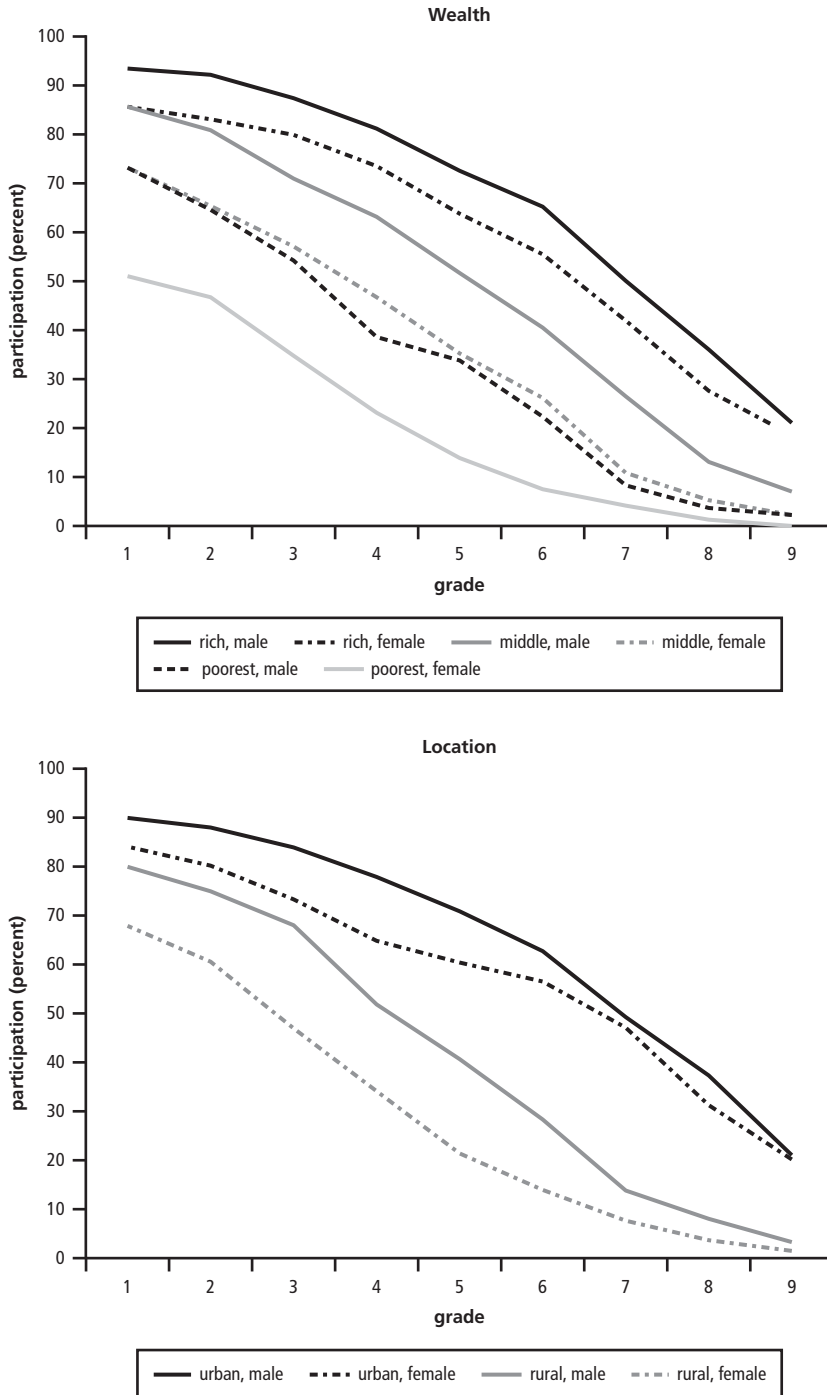 Wealth
100
90
80
70
60
50
40
30
20
10
0
participation (percent)
1 2 3 4 5 6 7 8 9
grade
rich, male rich, female middle, male middle, female
poorest, male poorest, female
Location
100
90
80
70
60
50
40
30
20
10
0
participation (percent)
1 2 3 4 5 6 7 8 9
grade
urban, male urban, female rural, male rural, female